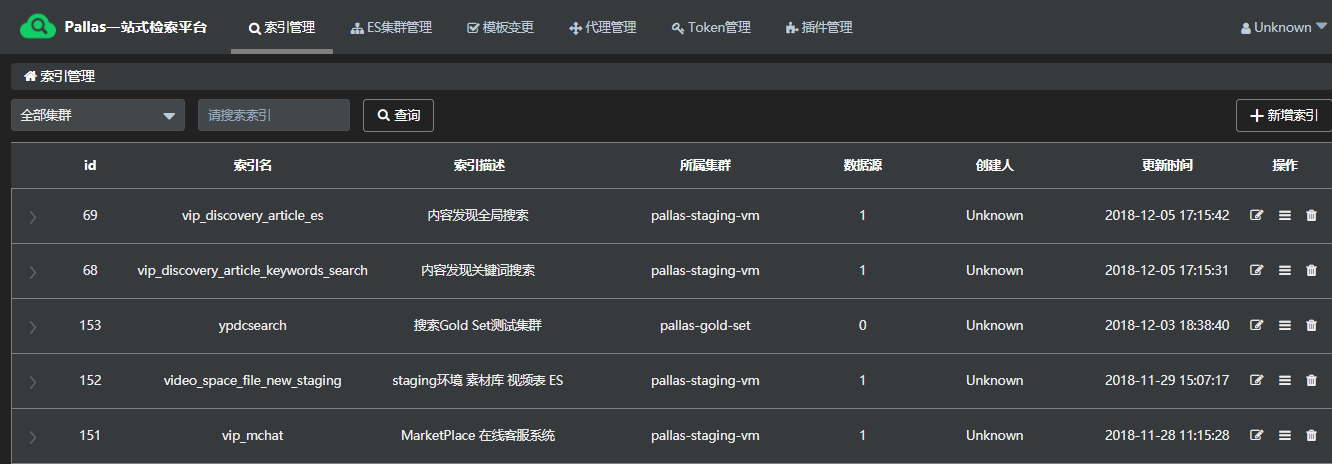 Pallas一站式检索平台 索引管理 ES集群管理 模板变更 代理管理 Token管理 插件管理 Unknown
索引管理
全部集群 请搜索索引 查询 新增索引
id 索引名 索引描述 所属集群 数据源 创建人 更新时间 操作
69 vip_discovery_article_es 内容发现全局搜索 pallas-staging-vm 1 Unknown 2018-12-05 17:15:42
68 vip_discovery_article_keywords_search 内容发现关键词搜索 pallas-staging-vm 1 Unknown 2018-12-05 17:15:31
153 ypdcsearch 搜索Gold Set测试集群 pallas-gold-set 0 Unknown 2018-12-03 18:38:40
152 video_space_file_new_staging staging环境 素材库 视频表 ES pallas-staging-vm 1 Unknown 2018-11-29 15:07:17
151 vip_mchat MarketPlace 在线客服系统 pallas-staging-vm 1 Unknown 2018-11-28 11:15:28